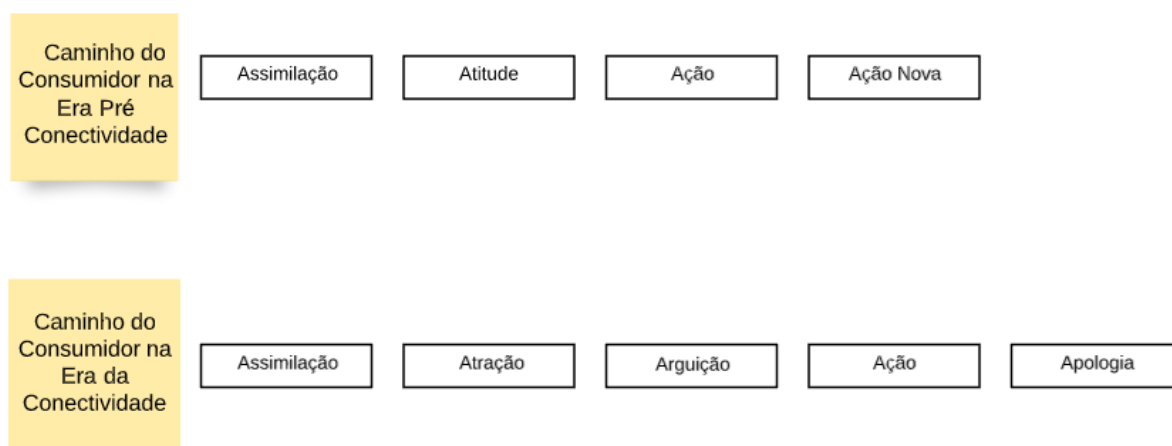 Caminho do
Consumidor na
Era Pré
Conectividade
Assimilação
Atitude
Ação
Ação Nova
Caminho do
Consumidor na
Era da
Conectividade
Assimilação
Atração
Arguição
Ação
Apologia